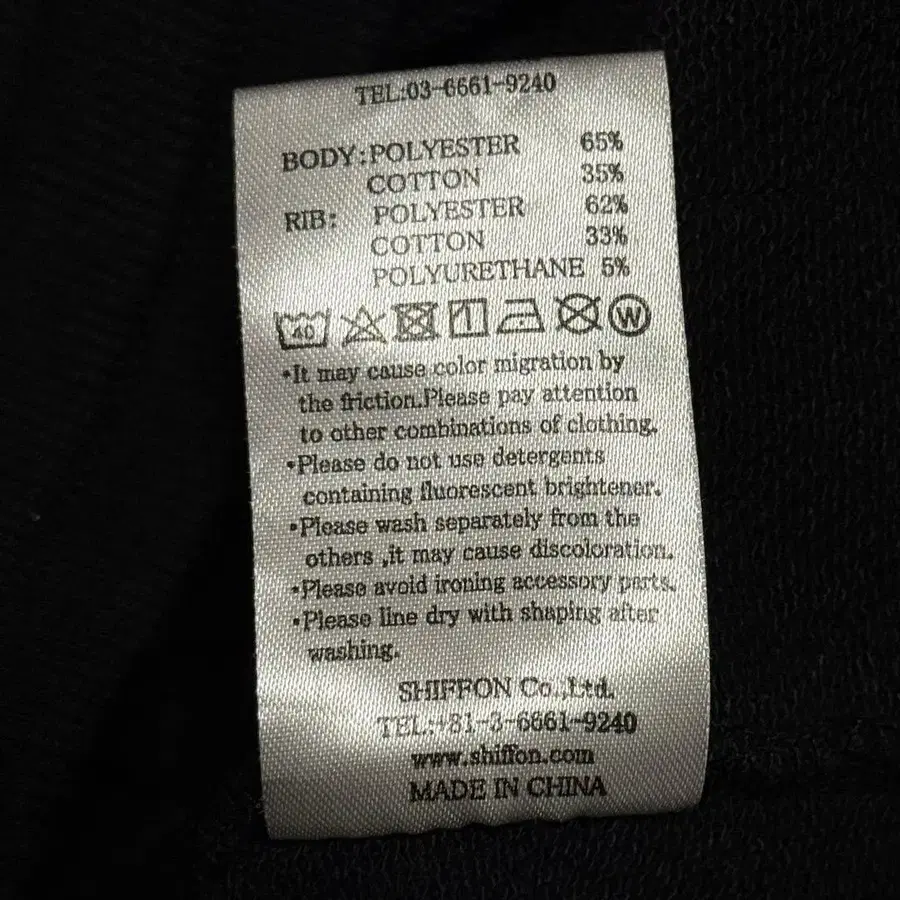 TEL:03-6661-9240
BODY:POLYESTER 65%
COTTON 35%
RIB: POLYESTER 62%
COTTON 33%
POLYURETHANE 5%
40 W
•It may cause color migration by
the friction.Please pay attention
to other combinations of clothing.
•Please do not use detergents
containing fluorescent brightener.
•Please wash separately from the
others ,it may cause discoloration.
•Please avoid ironing accessory parts.
•Please line dry with shaping after
washing.
SHIFFON Co.,Ltd.
TEL:+81-3-6661-9240
www.shiffon.com
MADE IN CHINA